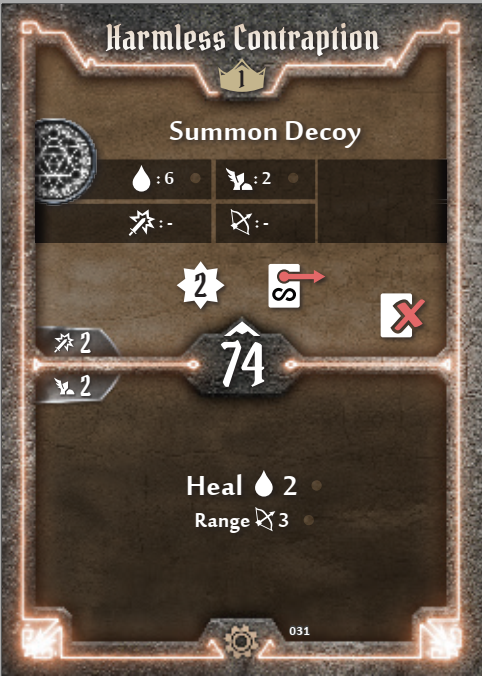 Harmless Contraption
1
Summon Decoy
: 6
: 2
: -
: -
2
2
74
2
Heal 2
Range 3
031